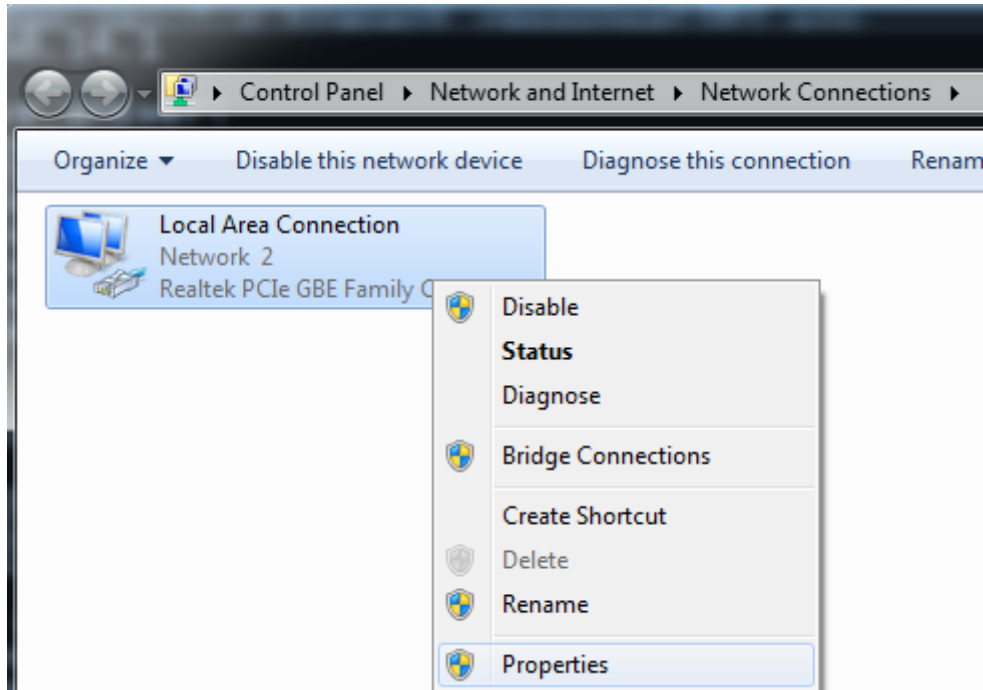 Control Panel Network and Internet Network Connections
Organize Disable this network device Diagnose this connection Renam
Local Area Connection
Network 2
Realtek PCIe GBE Family C
Disable
Status
Diagnose
Bridge Connections
Create Shortcut
Delete
Rename
Properties